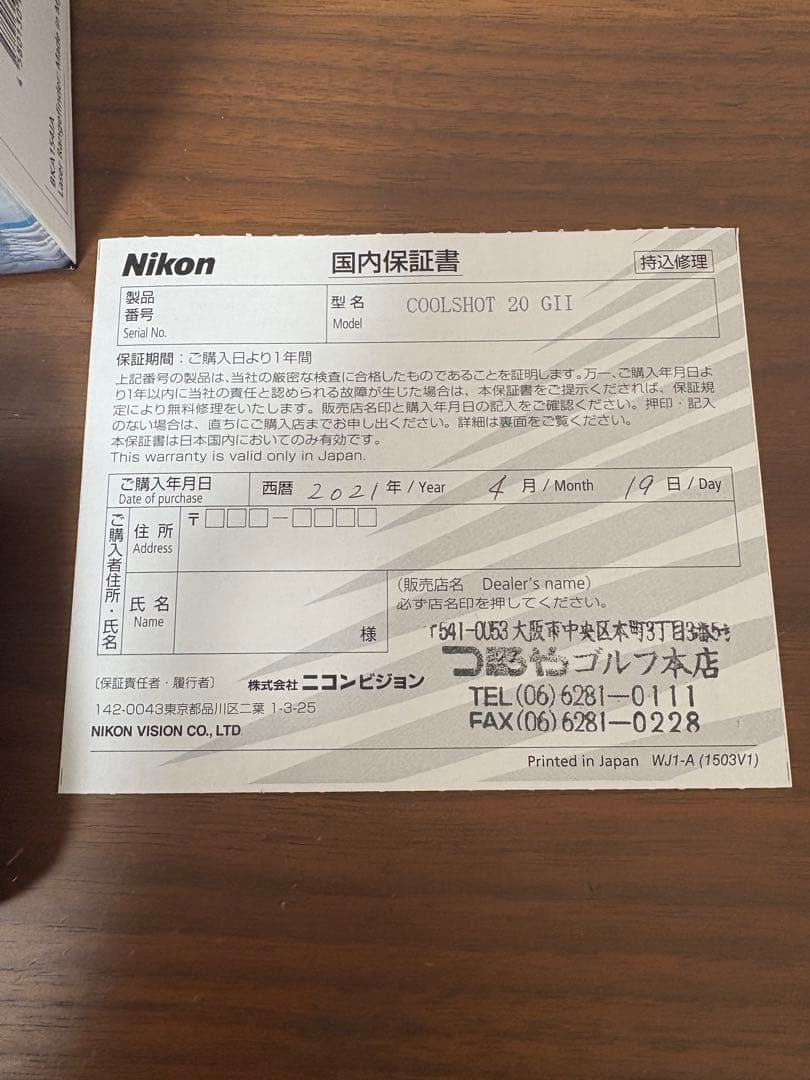 BKA154JA
Laser Rangefinder: Made in
Nikon 国内保証書 持込修理
製品番号 Serial No.
型名 Model COOLSHOT 20 GII
保証期間：ご購入日より1年間
上記番号の製品は、当社の厳密な検査に合格したものであることを証明します。万一、ご購入年月日よ
り1年以内に当社の責任と認められる故障が生じた場合は、本保証書をご提示くだされば、保証規
定により無料修理をいたします。販売店名印と購入年月日の記入をご確認ください。押印・記入
のない場合は、直ちにご購入店までお申し出ください。詳細は裏面をご覧ください。
本保証書は日本国内においてのみ有効です。
This warranty is valid only in Japan.
ご購入年月日 Date of purchase 西暦 2021 年 / Year 4 月 / Month 19 日 / Day
ご購入者住所・氏名
住所 Address 〒□□□-□□□□
氏名 Name 様
(販売店名 Dealer's name)
必ず店名印を押してください。
〒541-0053 大阪市中央区本町3丁目3番5号
つるやゴルフ本店
TEL(06)6281-0111
FAX(06)6281-0228
〔保証責任者・履行者〕 株式会社 ニコンビジョン
142-0043東京都品川区二葉 1-3-25
NIKON VISION CO., LTD
Printed in Japan WJ1-A (1503V1)